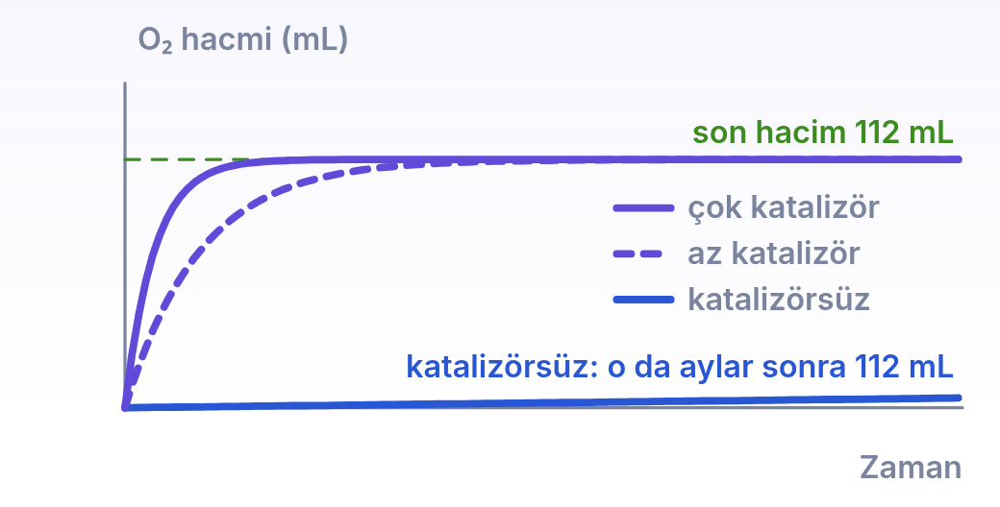 O₂ hacmi (mL)
son hacim 112 mL
çok katalizör
az katalizör
katalizörsüz
katalizörsüz: o da aylar sonra 112 mL
Zaman